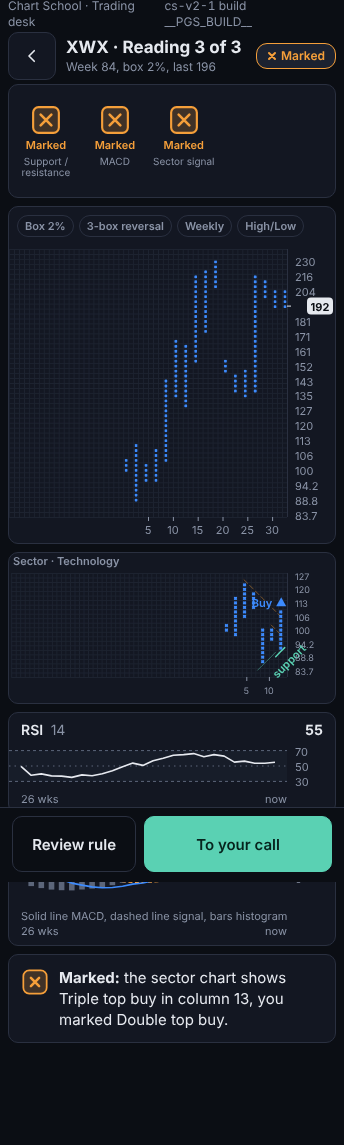 Chart School · Trading desk
cs-v2-1 build __PGS_BUILD__
XWX · Reading 3 of 3
Week 84, box 2%, last 196
Marked
Marked
Support / resistance
Marked
MACD
Marked
Sector signal
Box 2%
3-box reversal
Weekly
High/Low
230
216
204
192
181
171
161
152
143
135
127
120
113
106
100
94.2
88.8
83.7
5 10 15 20 25 30
Sector · Technology
Buy
support
127
120
113
106
100
94.2
88.8
83.7
5 10
RSI 14
55
70
50
30
26 wks
now
Review rule
To your call
Solid line MACD, dashed line signal, bars histogram
26 wks
now
Marked: the sector chart shows
Triple top buy in column 13, you
marked Double top buy.